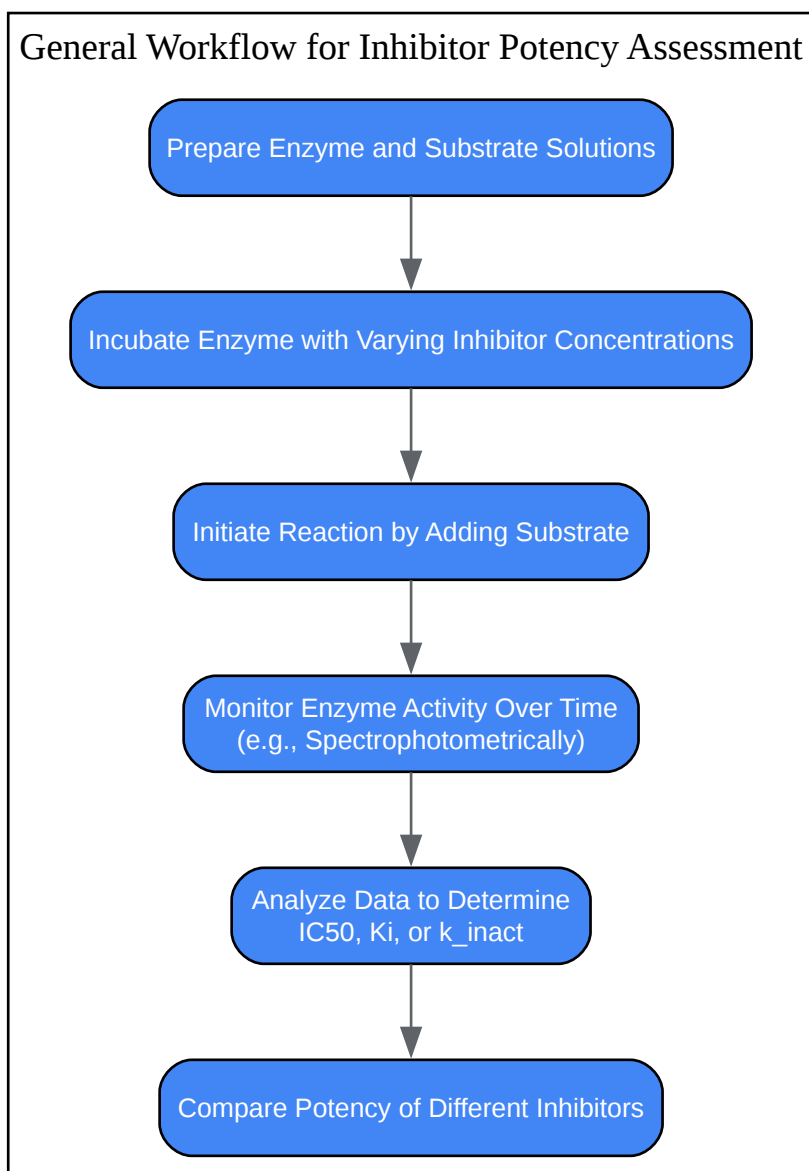 General Workflow for Inhibitor Potency Assessment
Prepare Enzyme and Substrate Solutions
Incubate Enzyme with Varying Inhibitor Concentrations
Initiate Reaction by Adding Substrate
Monitor Enzyme Activity Over Time
(e.g., Spectrophotometrically)
Analyze Data to Determine
IC50, Ki, or k_inact
Compare Potency of Different Inhibitors